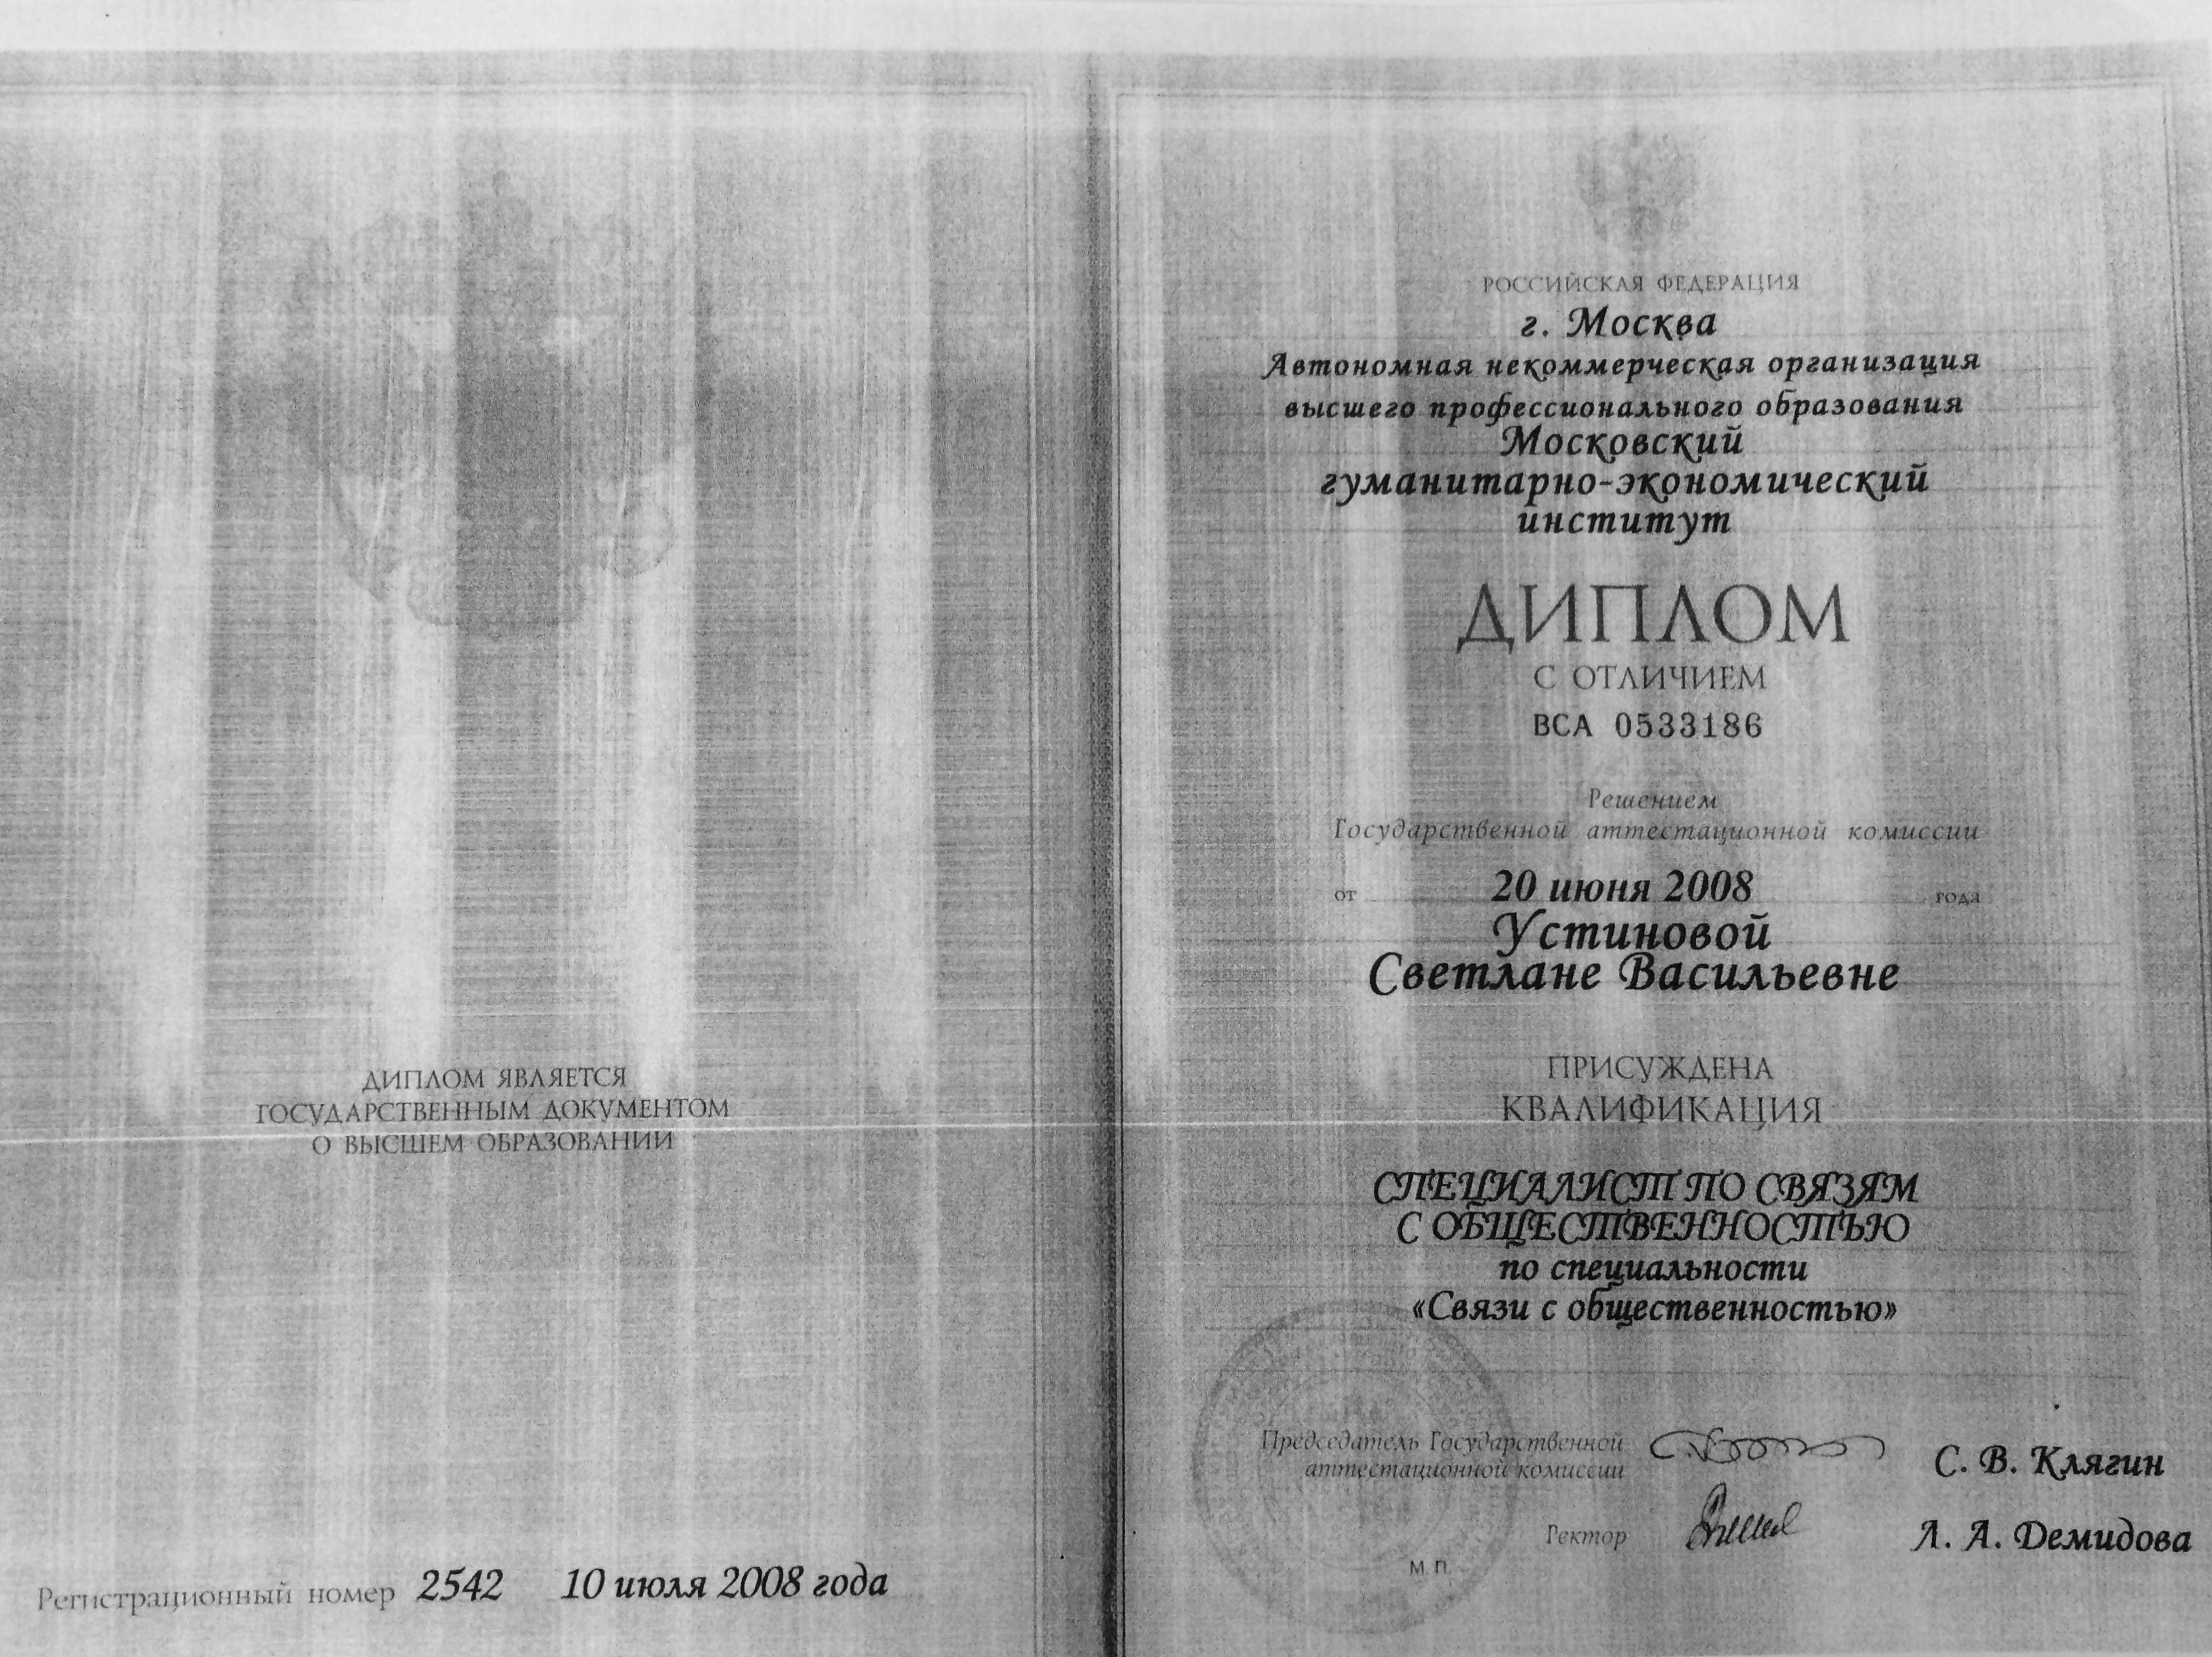 ДИПЛОМ ЯВЛЯЕТСЯ
ГОСУДАРСТВЕННЫМ ДОКУМЕНТОМ
О ВЫСШЕМ ОБРАЗОВАНИИ
Регистрационный номер 2542 10 июля 2008 года
РОССИЙСКАЯ ФЕДЕРАЦИЯ
г. Москва
Автономная некоммерческая организация
высшего профессионального образования
Московский
гуманитарно-экономический
институт
ДИПЛОМ
С ОТЛИЧИЕМ
ВСА 0533186
Решением
Государственной аттестационной комиссии
от 20 июня 2008 года
Устиновой
Светлане Васильевне
ПРИСУЖДЕНА
КВАЛИФИКАЦИЯ
СПЕЦИАЛИСТ ПО СВЯЗЯМ
С ОБЩЕСТВЕННОСТЬЮ
по специальности
«Связи с общественностью»
Председатель Государственной
аттестационной комиссии С. В. Клягин
Ректор Л. А. Демидова
М. П.